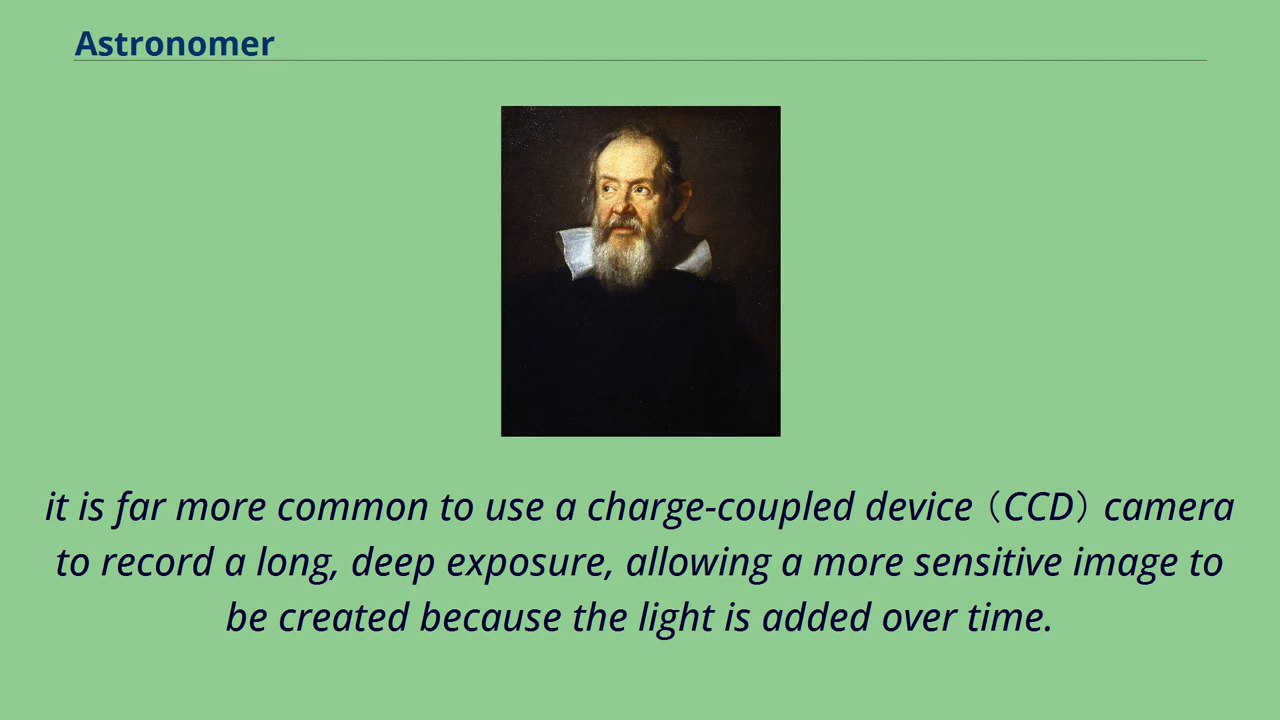 Astronomer
it is far more common to use a charge-coupled device（CCD）camera
to record a long, deep exposure, allowing a more sensitive image to
be created because the light is added over time.